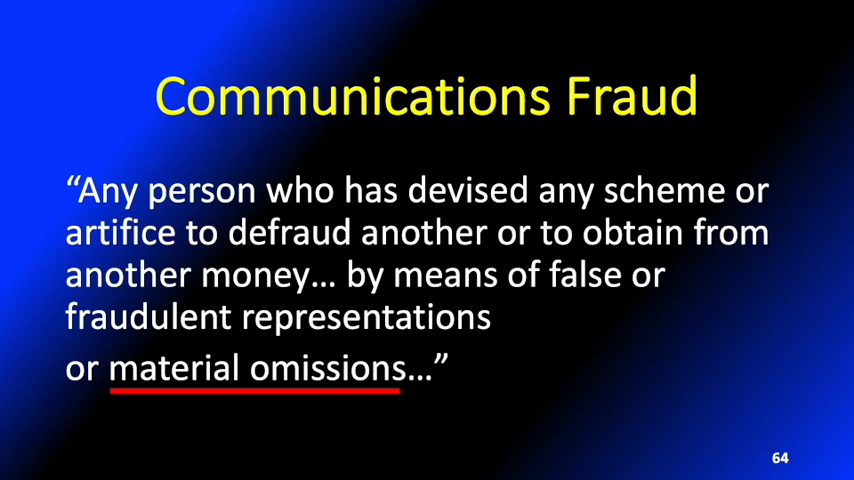 Communications Fraud
“Any person who has devised any scheme or
artifice to defraud another or to obtain from
another money… by means of false or
fraudulent representations
or material omissions…”
64